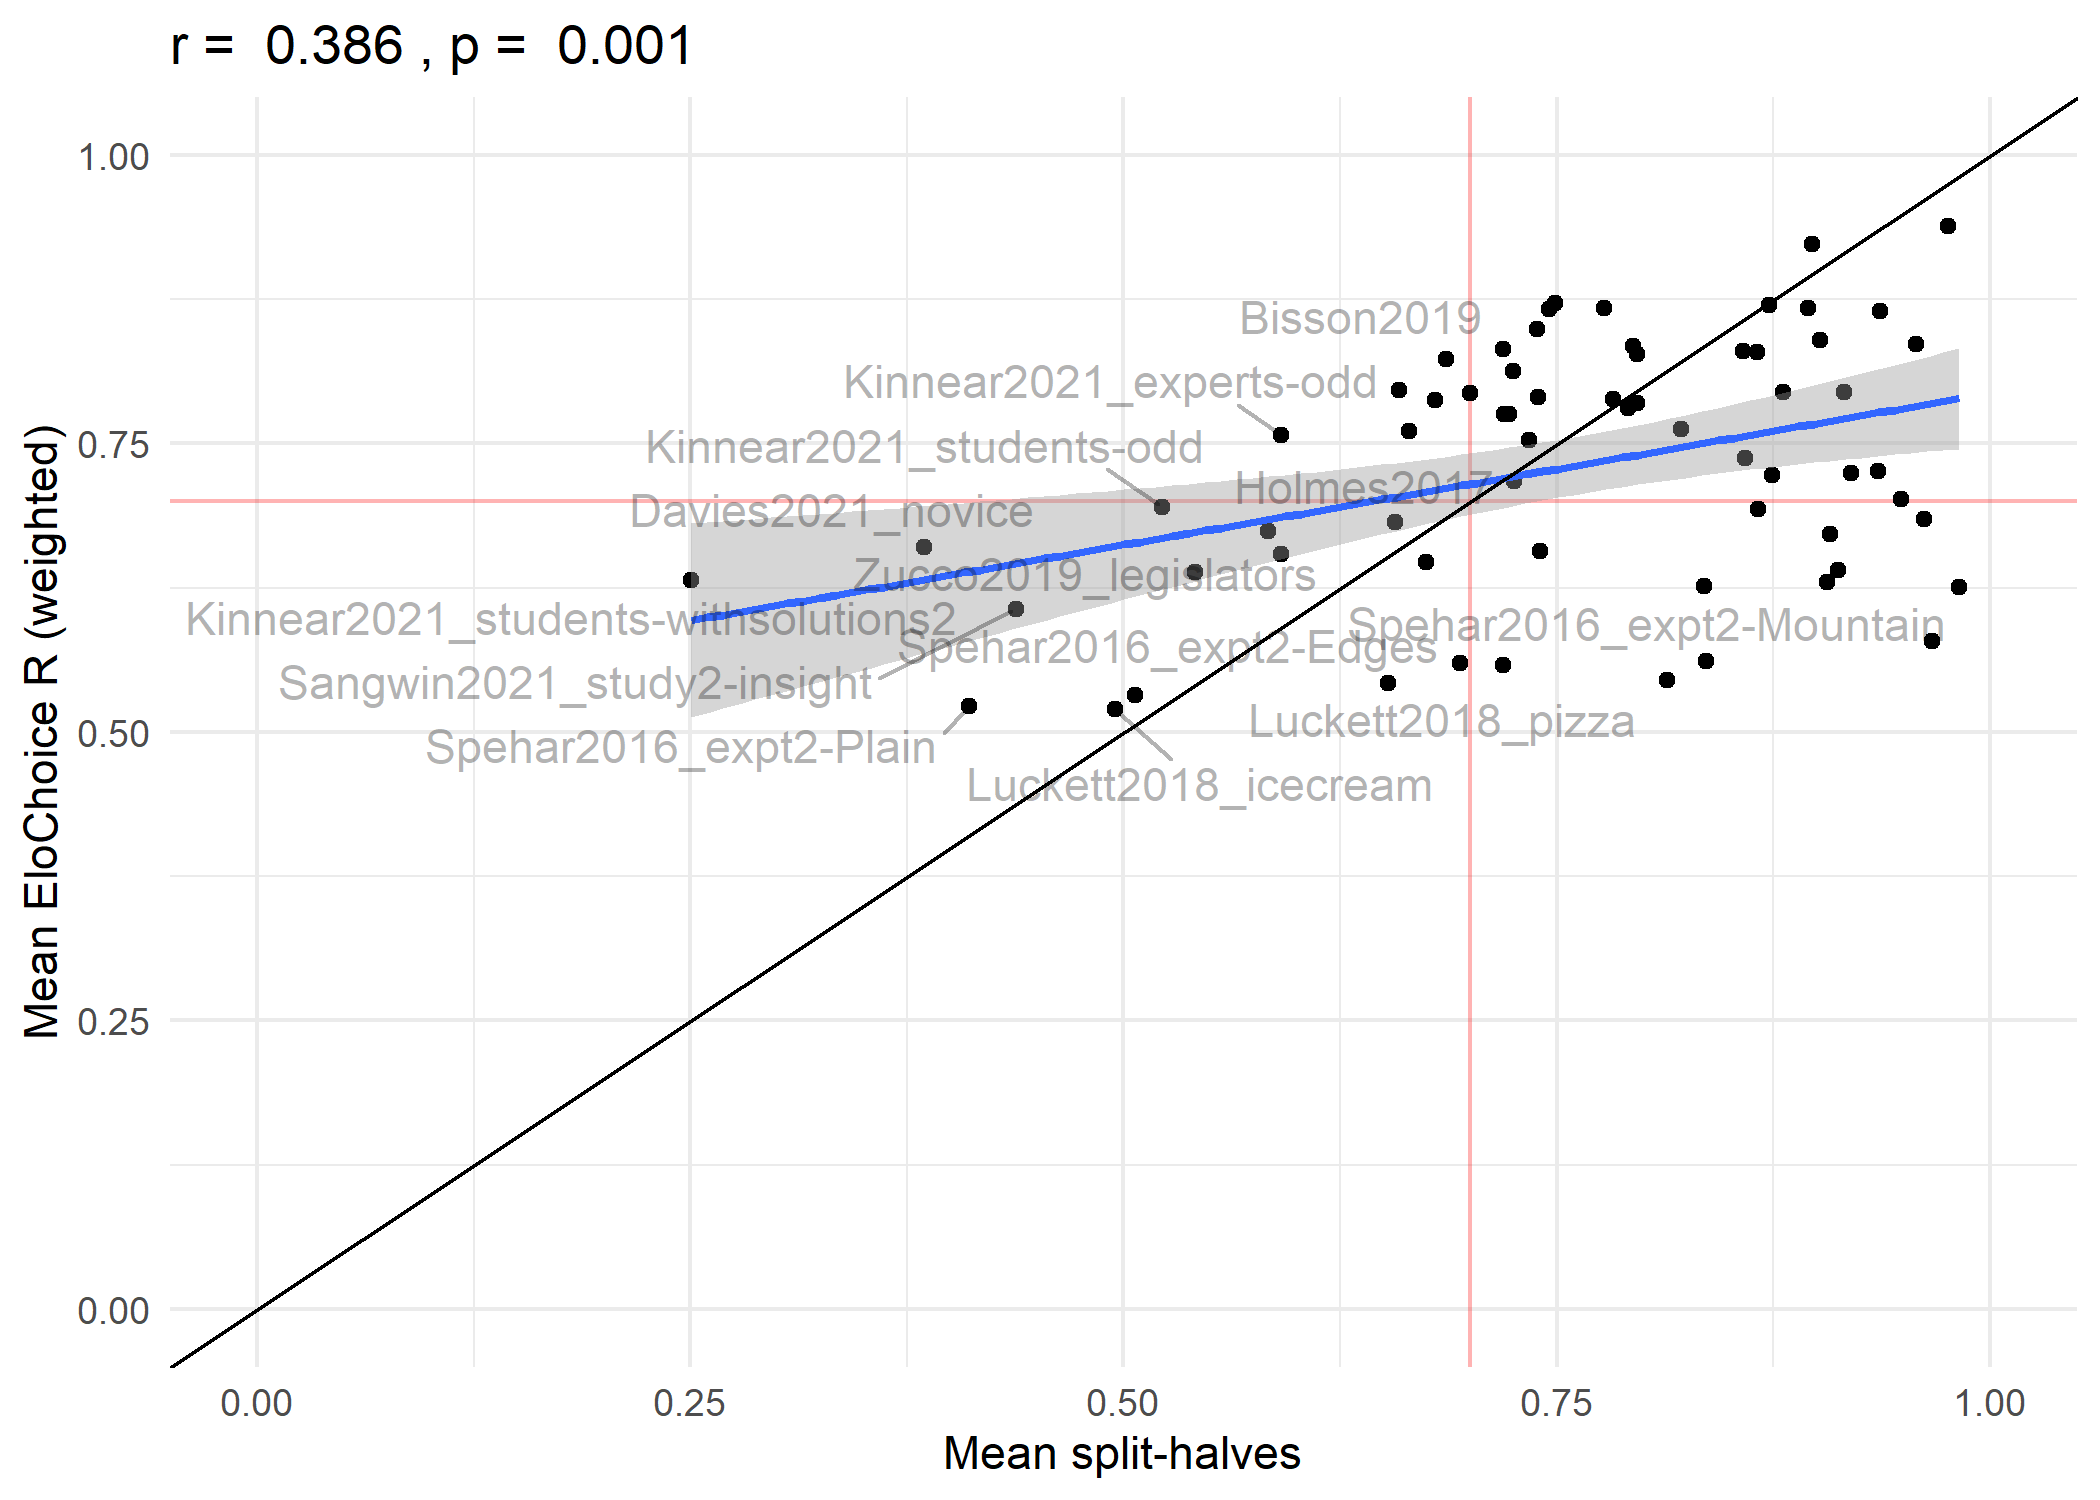 r =  0.386 , p =  0.001
Mean EloChoice R (weighted)
1.00
0.75
0.50
0.25
0.00
Bisson2019
Kinnear2021_experts-odd
Kinnear2021_students-odd
Holmes2017
Davies2021_novice
Zucco2019_legislators
Kinnear2021_students-withsolutions2
Spehar2016_expt2-Mountain
Spehar2016_expt2-Edges
Sangwin2021_study2-insight
Luckett2018_pizza
Spehar2016_expt2-Plain
Luckett2018_icecream
0.00
0.25
0.50
0.75
1.00
Mean split-halves